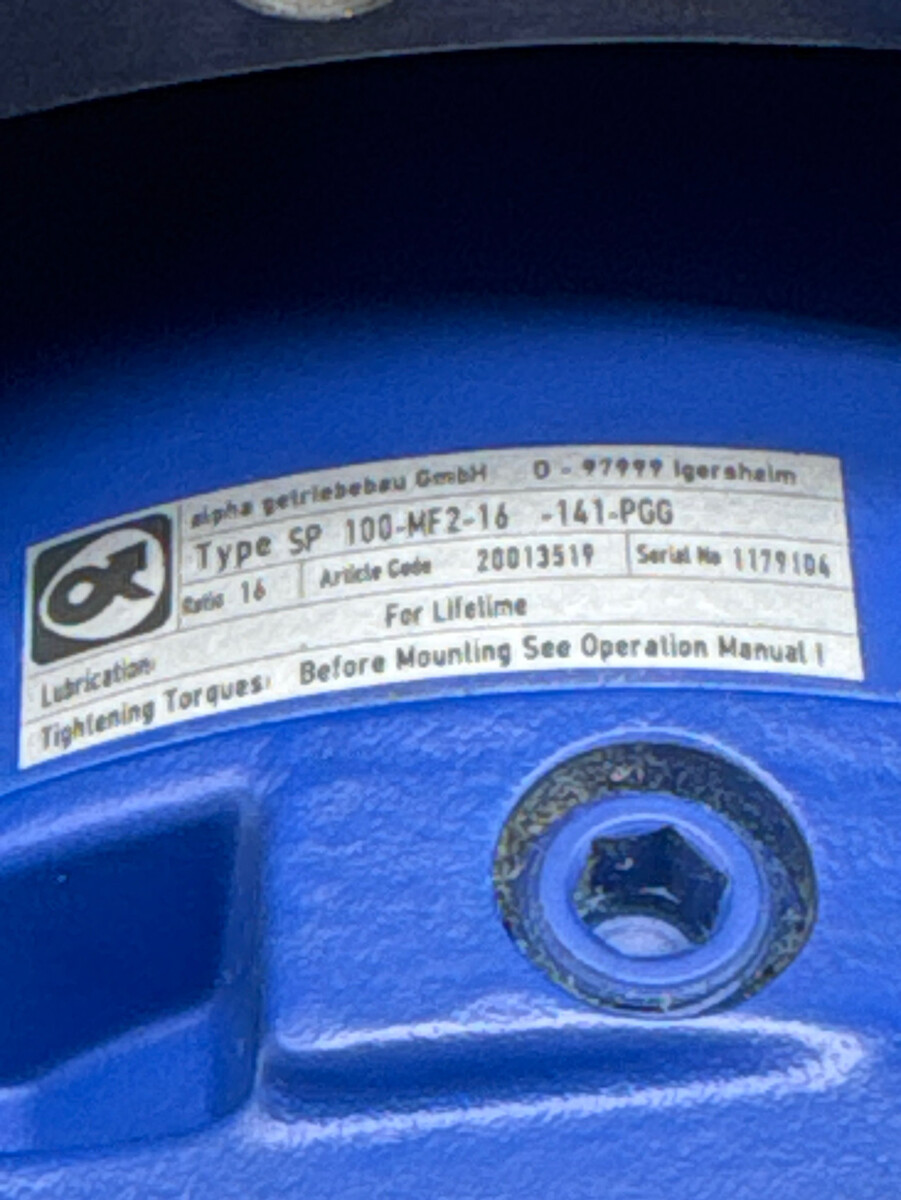 alpha getriebebau GmbH D - 97999 Igersheim
Type SP 100-MF2-16 -141-PGG
Ratio 16 Article Code 20013519 Serial No 1179104
Lubrication: For Lifetime
Tightening Torques: Before Mounting See Operation Manual !